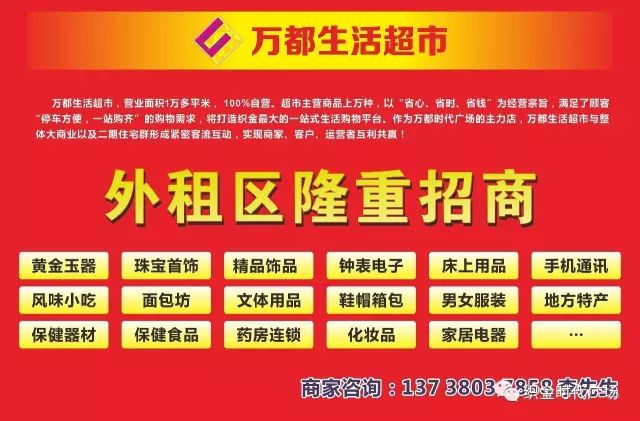 万都生活超市
万都生活超市，营业面积1万多平米， 100%自营。超市主营商品上万种，以“省心、省时、省钱”为经营宗旨，满足了顾客
“停车方便，一站购齐”的购物需求，将打造织金最大的一站式生活购物平台。作为万都时代广场的主力店，万都生活超市与整
体大商业以及二期住宅群形成紧密客流互动，实现商家、客户、运营者互利共赢！
外租区隆重招商
黄金玉器 珠宝首饰 精品饰品 钟表电子 床上用品 手机通讯
风味小吃 面包坊 文体用品 鞋帽箱包 男女服装 地方特产
保健器材 保健食品 药房连锁 化妆品 家居电器 …
商家咨询：137 3803 李先生
织金时代广场